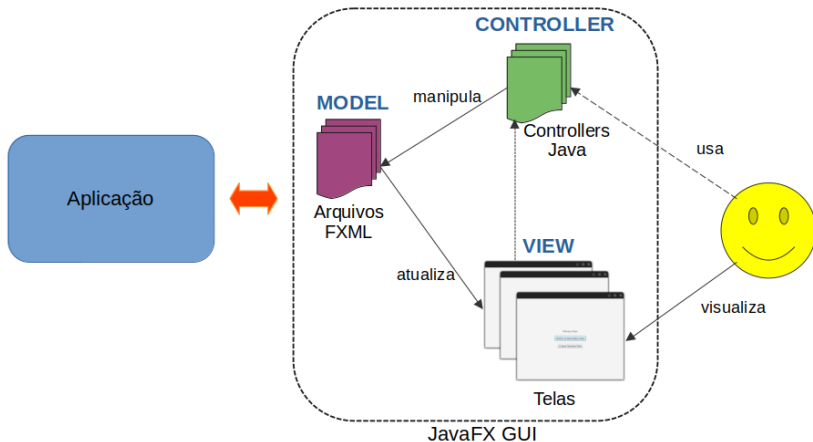 CONTROLLER
MODEL
manipula
Controllers
Java
usa
Aplicação
Arquivos
FXML
VIEW
atualiza
visualiza
Telas
JavaFX GUI